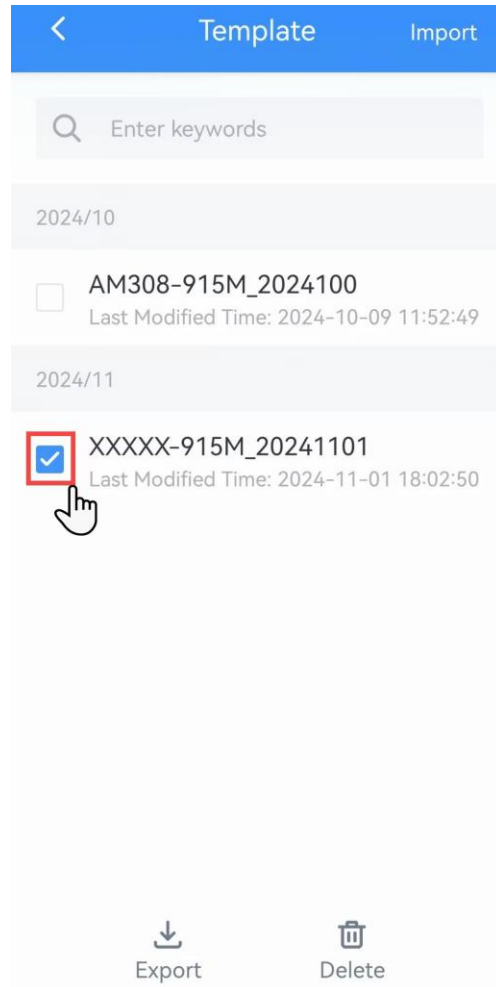 Template
Import
Enter keywords
2024/10
AM308-915M_2024100
Last Modified Time: 2024-10-09 11:52:49
2024/11
XXXXX-915M_20241101
Last Modified Time: 2024-11-01 18:02:50
Export
Delete